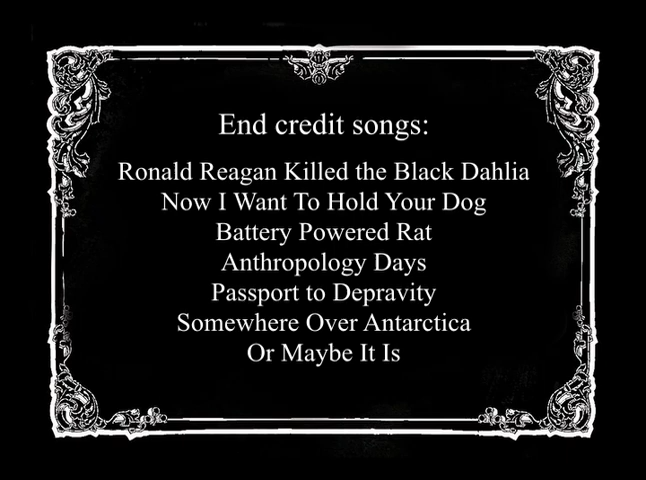 End credit songs:
Ronald Reagan Killed the Black Dahlia
Now I Want To Hold Your Dog
Battery Powered Rat
Anthropology Days
Passport to Depravity
Somewhere Over Antarctica
Or Maybe It Is